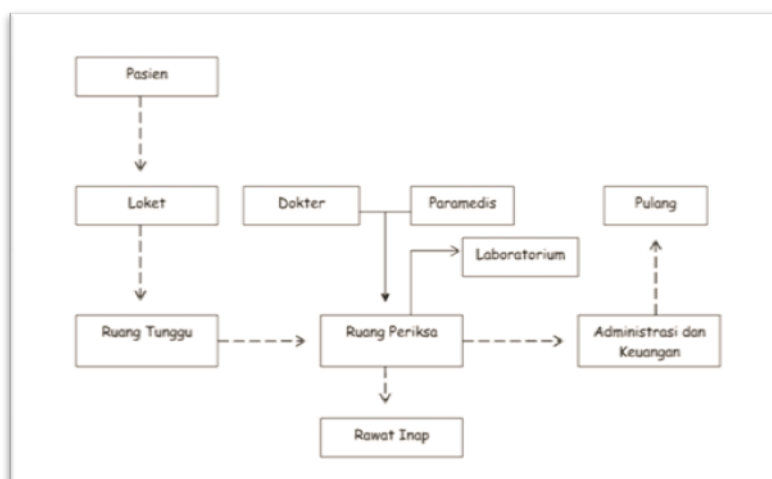 Pasien
Loket
Dokter
Paramedis
Pulang
Laboratorium
Ruang Tunggu
Ruang Periksa
Administrasi dan
Keuangan
Rawat Inap